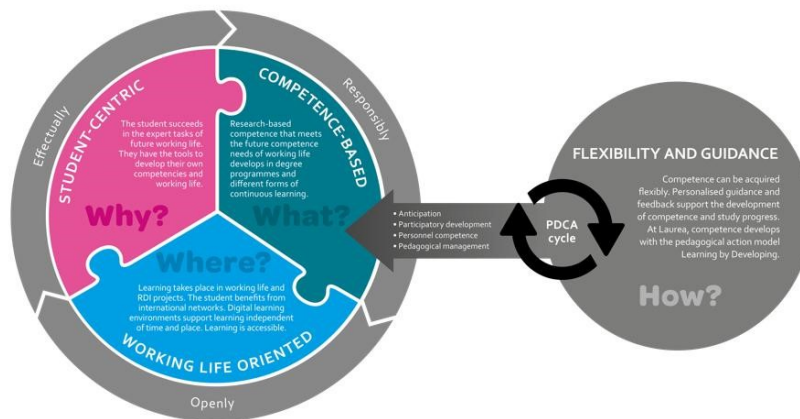 Effectually
Responsibly
Openly
STUDENT-CENTRIC
The student succeeds
in the expert tasks of
future working life.
They have the tools to
develop their own
competencies and
working life.
Why?
COMPETENCE-BASED
Research-based
competence that meets
the future competence
needs of working life
develops in degree
programmes and
different forms of
continuous learning.
What?
Where?
Learning takes place in working life and
RDI projects. The student benefits from
international networks. Digital learning
environments support learning independent
of time and place. Learning is accessible.
WORKING LIFE ORIENTED
• Anticipation
• Participatory development
• Personnel competence
• Pedagogical management
PDCA
cycle
FLEXIBILITY AND GUIDANCE
Competence can be acquired
flexibly. Personalised guidance and
feedback support the development
of competence and study progress.
At Laurea, competence develops
with the pedagogical action model
Learning by Developing.
How?